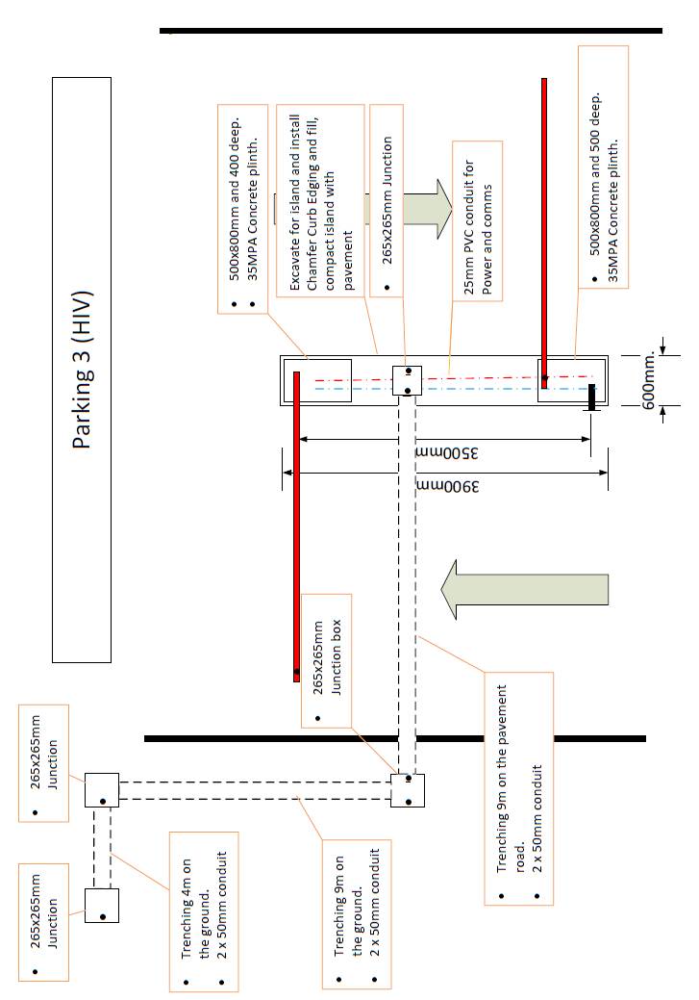 Parking 3 (HIV)
• 500x800mm and 400 deep.
• 35MPA Concrete plinth.
Excavate for island and install
Chamfer Curb Edging and fill,
compact island with
pavement
• 265x265mm Junction
25mm PVC conduit for
Power and comms
• 500x800mm and 500 deep.
35MPA Concrete plinth.
600mm.
3500mm
3900mm
• 265x265mm
Junction box
• 265x265mm
Junction
• 265x265mm
Junction
• Trenching 4m on
the ground.
• 2 x 50mm conduit
• Trenching 9m on
the ground.
• 2 x 50mm conduit
• Trenching 9m on the pavement
road.
• 2 x 50mm conduit